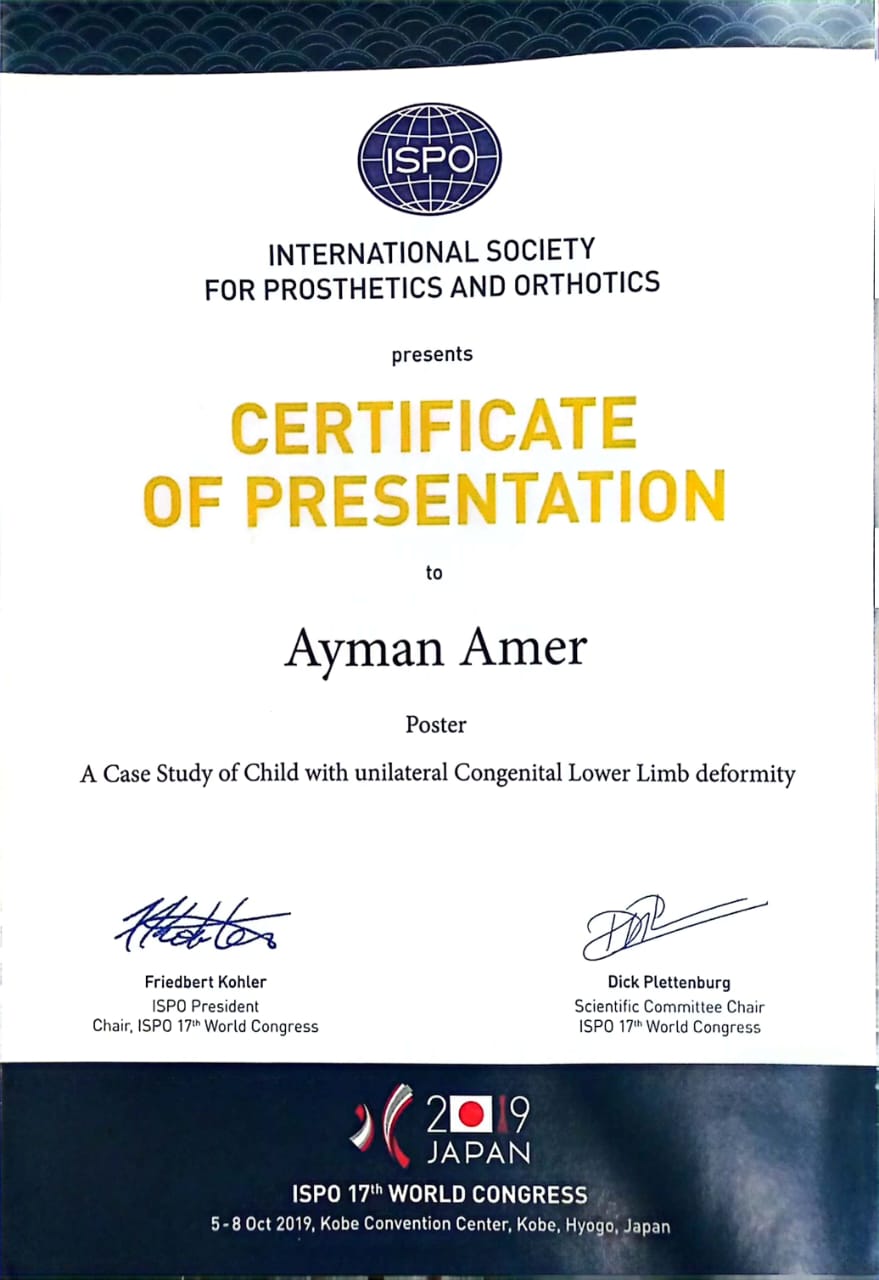 ISPO
INTERNATIONAL SOCIETY
FOR PROSTHETICS AND ORTHOTICS
presents
CERTIFICATE
OF PRESENTATION
to
Ayman Amer
Poster
A Case Study of Child with unilateral Congenital Lower Limb deformity
Friedbert Kohler
ISPO President
Chair, ISPO 17th World Congress
Dick Plettenburg
Scientific Committee Chair
ISPO 17th World Congress
2019
JAPAN
ISPO 17th WORLD CONGRESS
5-8 Oct 2019, Kobe Convention Center, Kobe, Hyogo, Japan